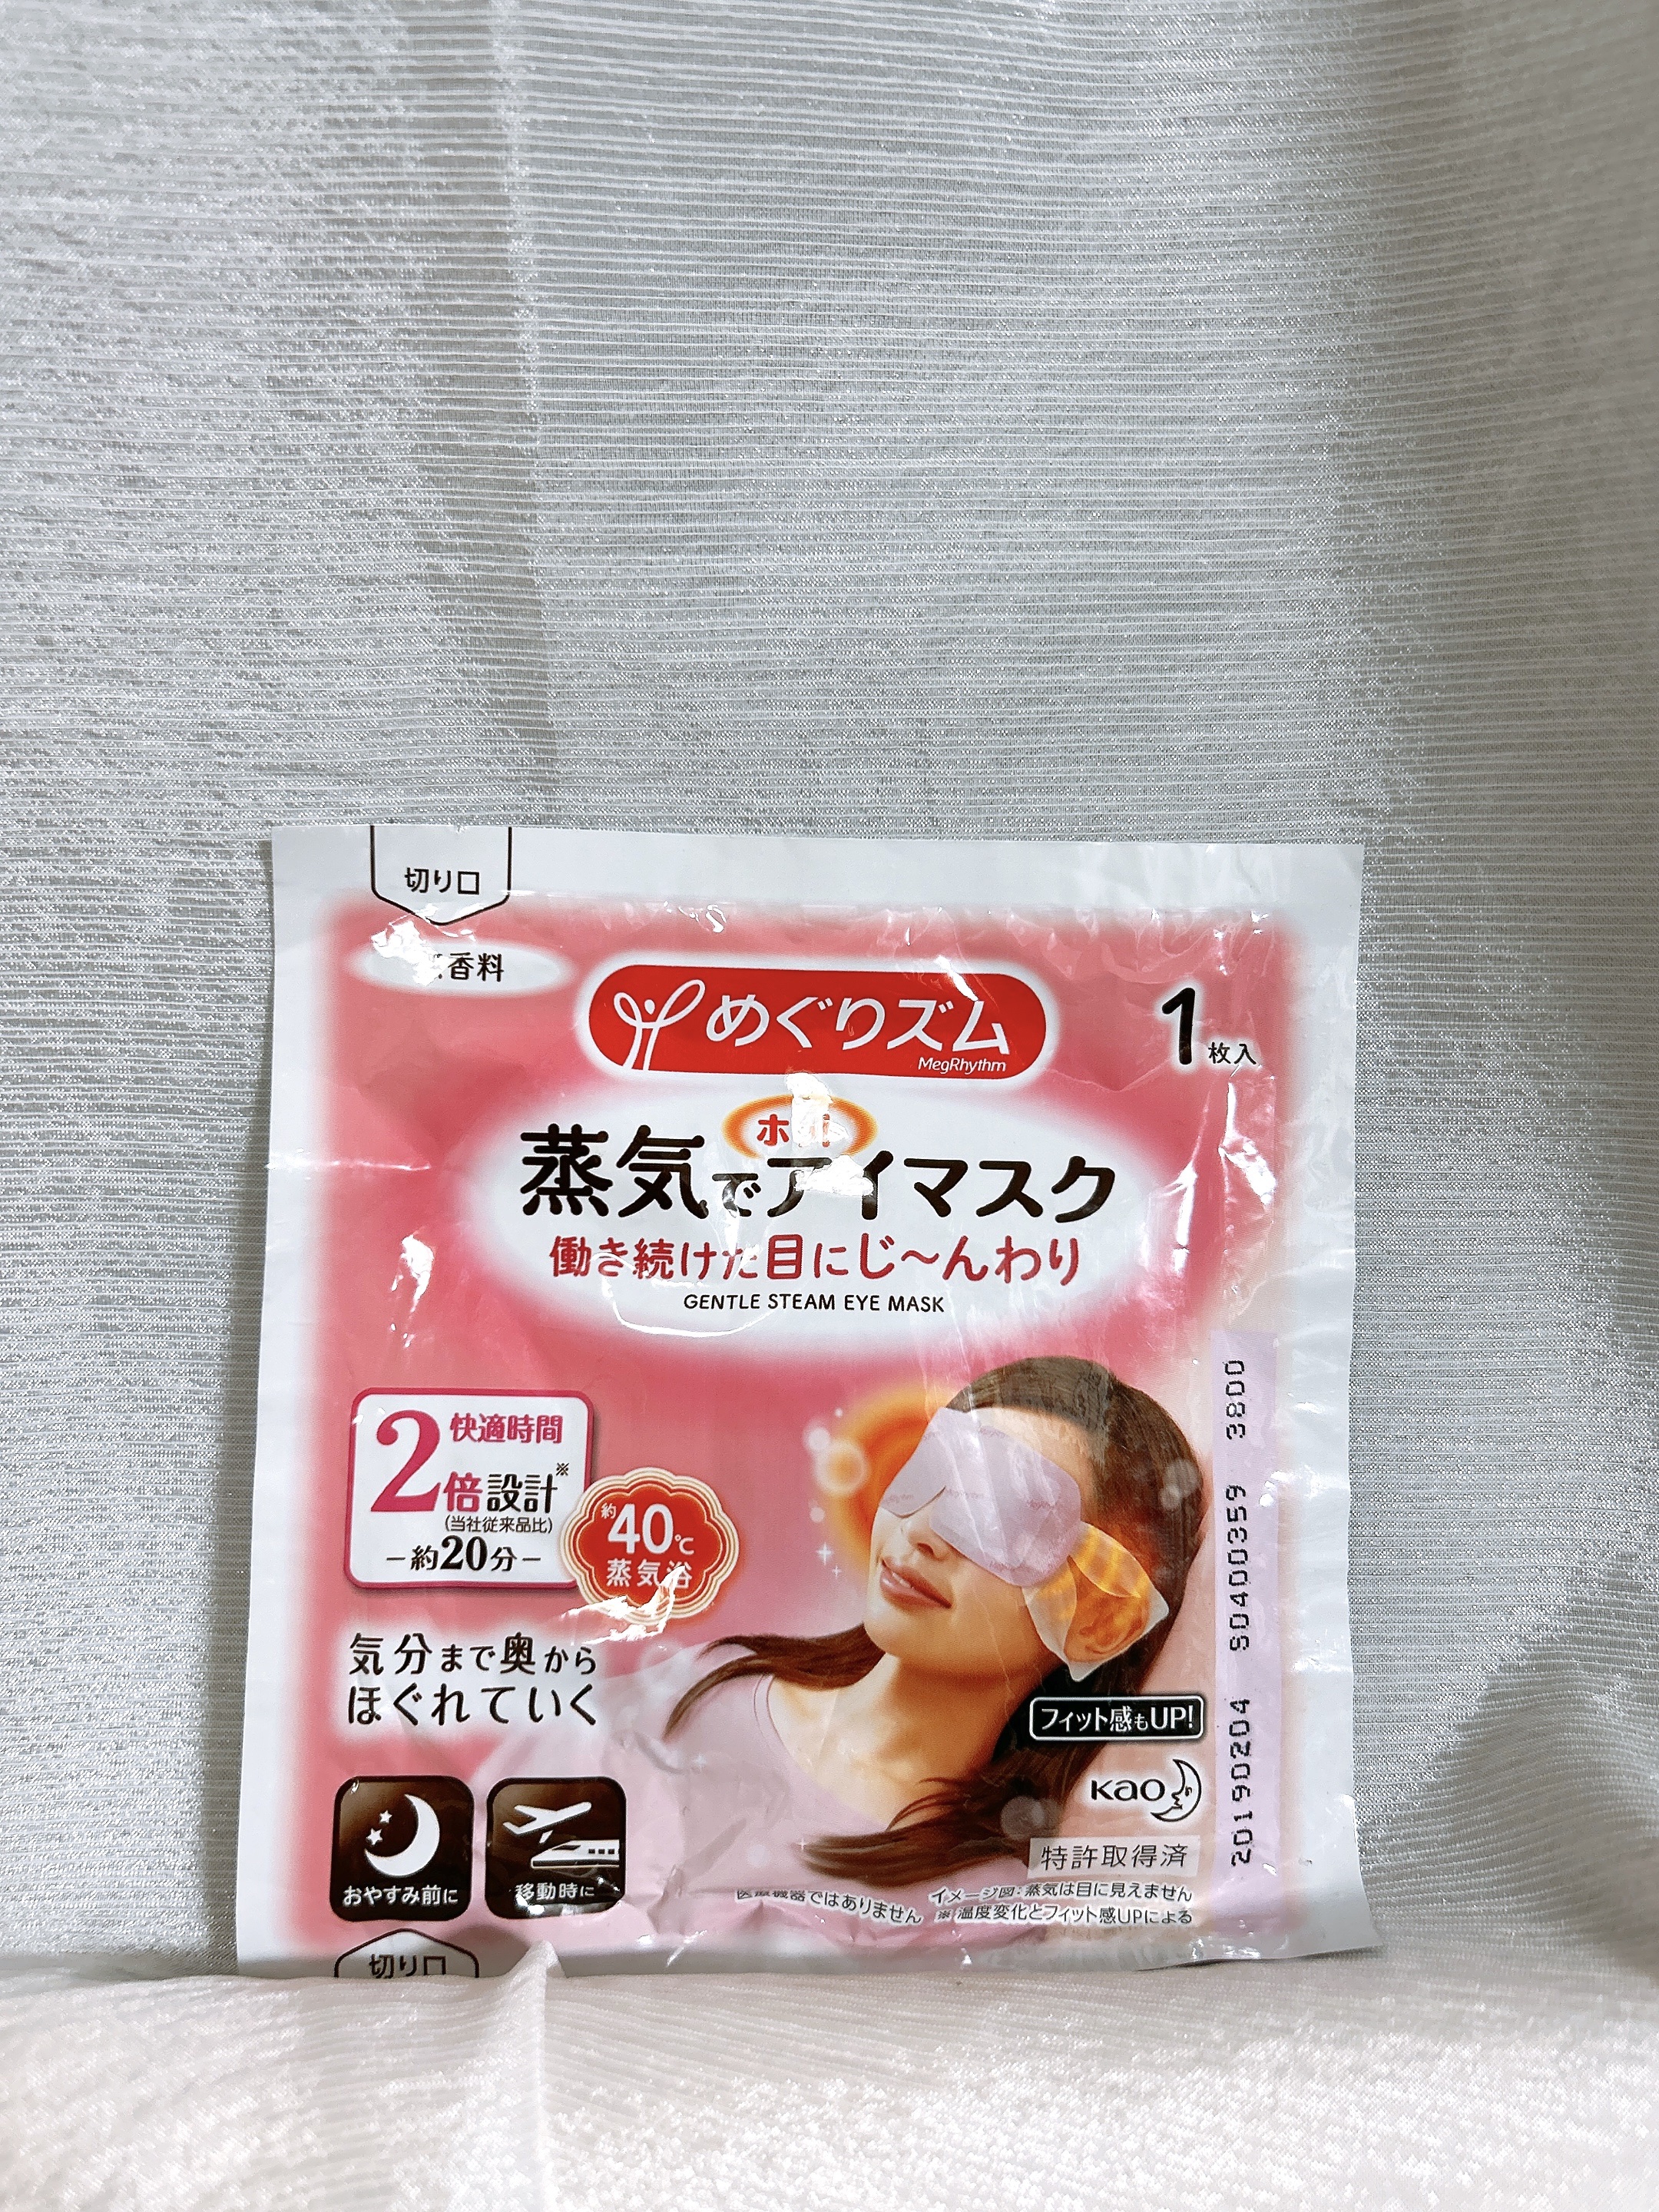 切り口
香料
めぐりズム
MegRhythm
1枚入
蒸気でアイマスク
働き続けた目にじ〜んわり
GENTLE STEAM EYE MASK
快適時間
2倍設計※
(当社従来品比)
−約20分−
約40℃
蒸気浴
気分まで奥から
ほぐれていく
フィット感もUP!
Kao
特許取得済
おやすみ前に
移動時に
医療機器ではありません
イメージ図:蒸気は目に見えません
※ 温度変化とフィット感UPによる
切り口
20190204 S0400359 3800